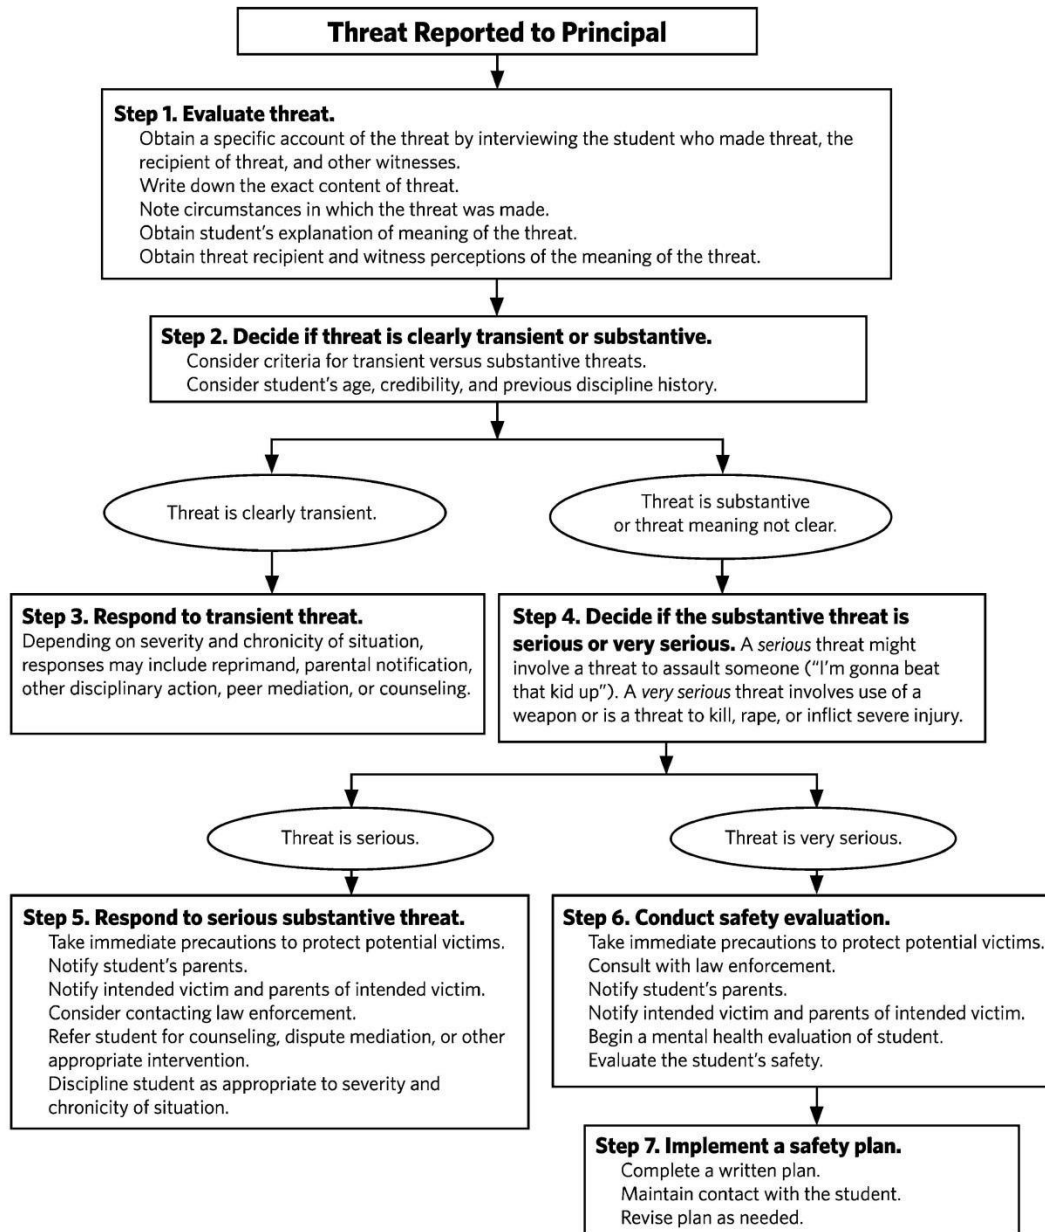 Threat Reported to Principal
Step 1. Evaluate threat.
Obtain a specific account of the threat by interviewing the student who made threat, the
recipient of threat, and other witnesses.
Write down the exact content of threat.
Note circumstances in which the threat was made.
Obtain student's explanation of meaning of the threat.
Obtain threat recipient and witness perceptions of the meaning of the threat.
Step 2. Decide if threat is clearly transient or substantive.
Consider criteria for transient versus substantive threats.
Consider student's age, credibility, and previous discipline history.
Threat is clearly transient.
Threat is substantive
or threat meaning not clear.
Step 3. Respond to transient threat.
Depending on severity and chronicity of situation,
responses may include reprimand, parental notification,
other disciplinary action, peer mediation, or counseling.
Step 4. Decide if the substantive threat is
serious or very serious. A serious threat might
involve a threat to assault someone ("I'm gonna beat
that kid up"). A very serious threat involves use of a
weapon or is a threat to kill, rape, or inflict severe injury.
Threat is serious.
Threat is very serious.
Step 5. Respond to serious substantive threat.
Take immediate precautions to protect potential victims.
Notify student's parents.
Notify intended victim and parents of intended victim.
Consider contacting law enforcement.
Refer student for counseling, dispute mediation, or other
appropriate intervention.
Discipline student as appropriate to severity and
chronicity of situation.
Step 6. Conduct safety evaluation.
Take immediate precautions to protect potential victims.
Consult with law enforcement.
Notify student's parents.
Notify intended victim and parents of intended victim.
Begin a mental health evaluation of student.
Evaluate the student's safety.
Step 7. Implement a safety plan.
Complete a written plan.
Maintain contact with the student.
Revise plan as needed.